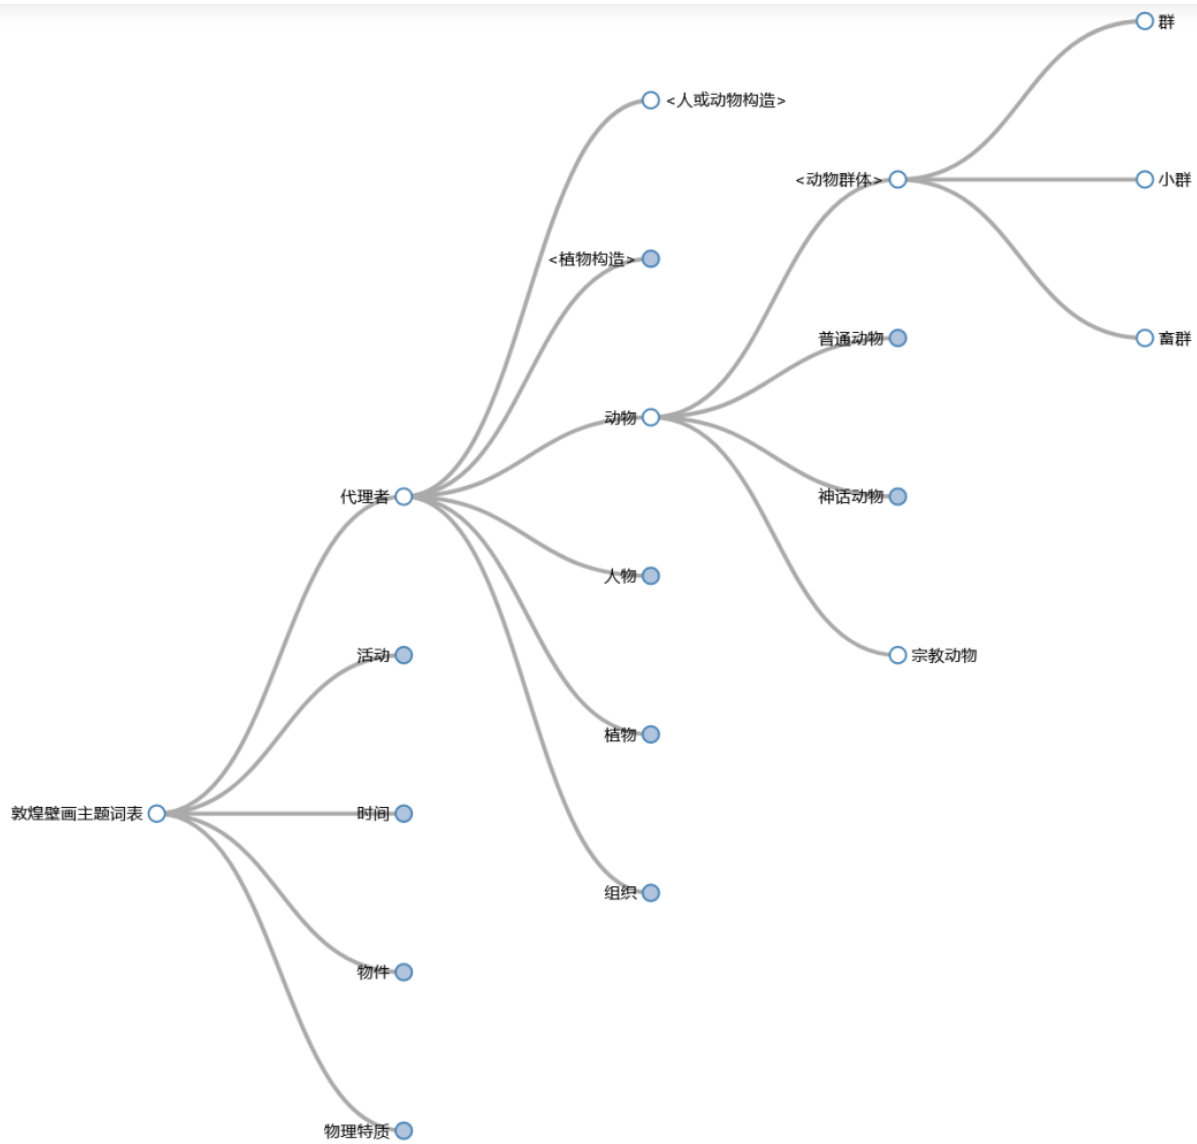 群
<人或动物构造>
<动物群体>
小群
<植物构造>
普通动物
畜群
动物
代理者
神话动物
人物
活动
宗教动物
植物
敦煌壁画主题词表
时间
组织
物件
物理特质